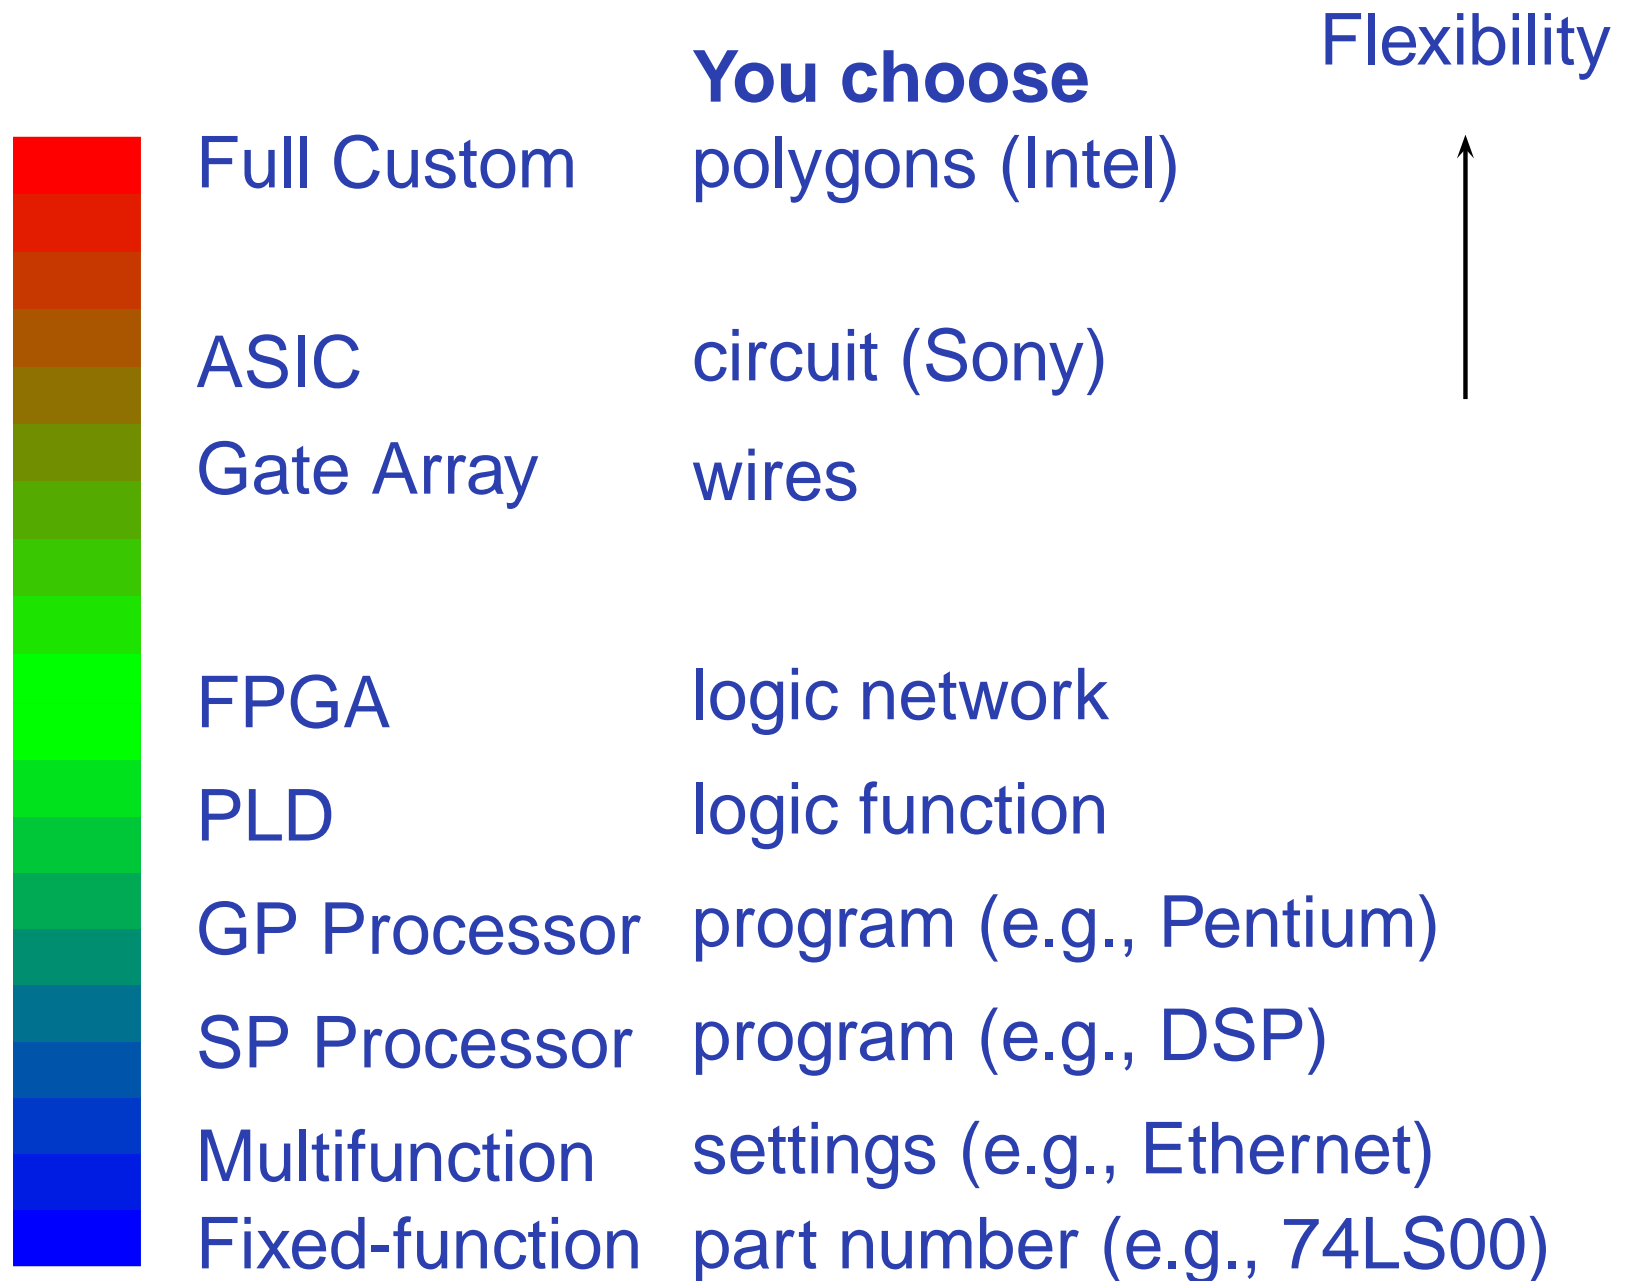 Flexibility
You choose
Full Custom polygons (Intel)
ASIC circuit (Sony)
Gate Array wires
FPGA logic network
PLD logic function
GP Processor program (e.g., Pentium)
SP Processor program (e.g., DSP)
Multifunction settings (e.g., Ethernet)
Fixed-function part number (e.g., 74LS00)